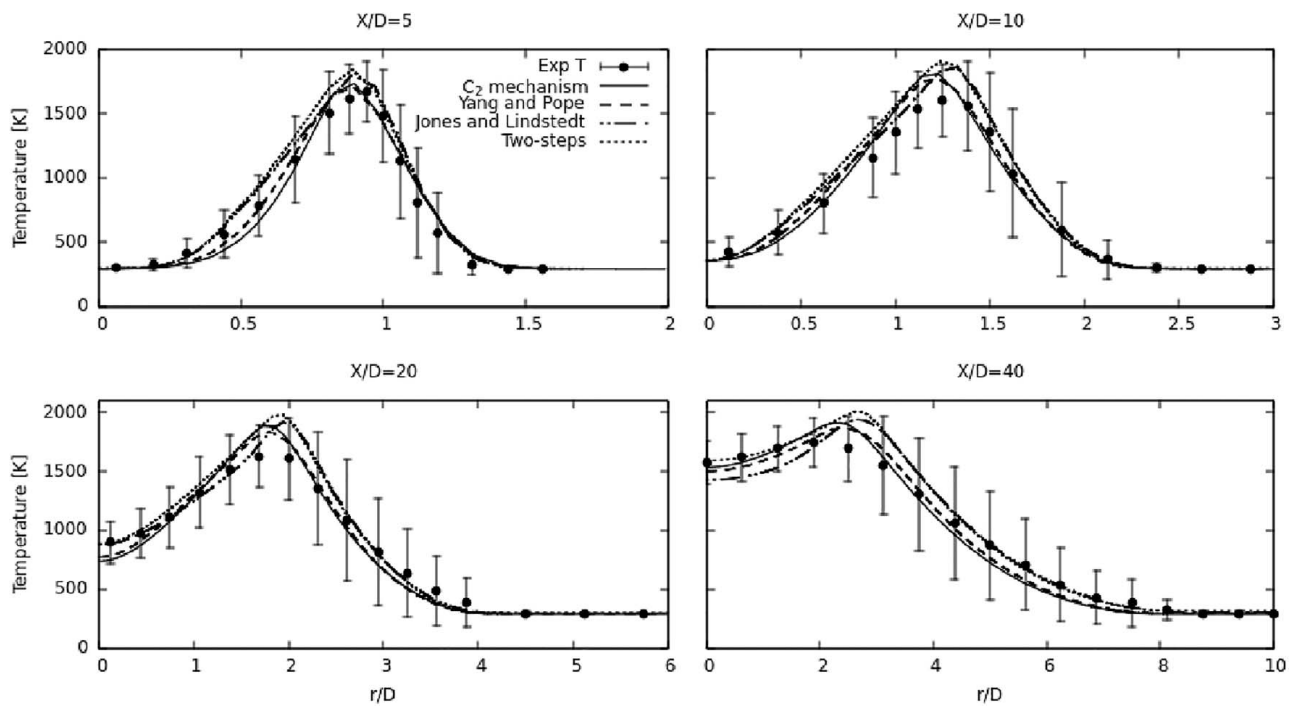 X/D=5
X/D=10
Temperature [K]
2000
1500
1000
500
0
Exp T
C₂ mechanism
Yang and Pope
Jones and Lindstedt
Two-steps
0
0.5
1
1.5
2
0
0.5
1
1.5
2
2.5
3
X/D=20
X/D=40
Temperature [K]
2000
1500
1000
500
0
0
1
2
3
4
5
6
0
2
4
6
8
10
r/D
r/D